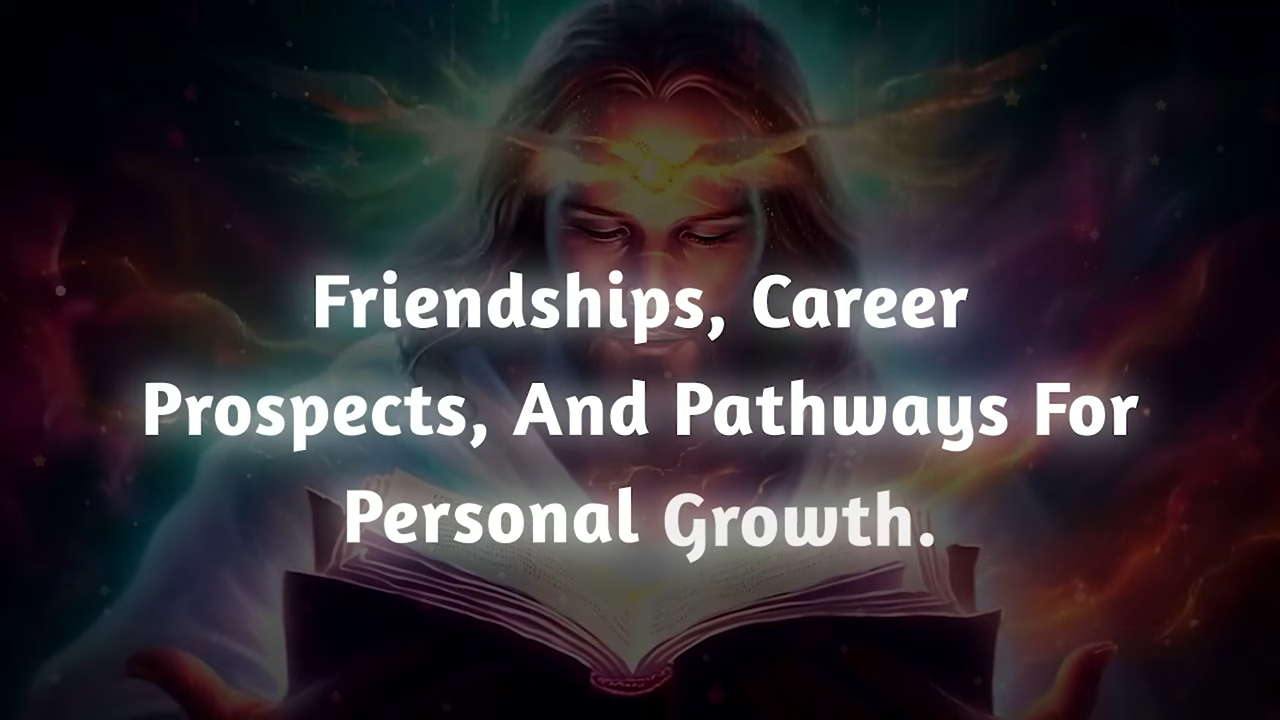 Friendships, Career
Prospects, And Pathways For
Personal Growth.